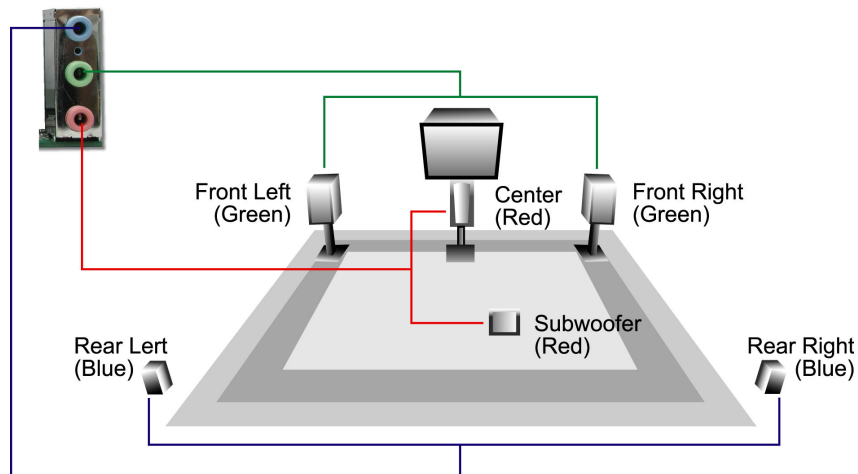 Front Left
(Green)
Center
(Red)
Front Right
(Green)
Subwoofer
(Red)
Rear Lert
(Blue)
Rear Right
(Blue)